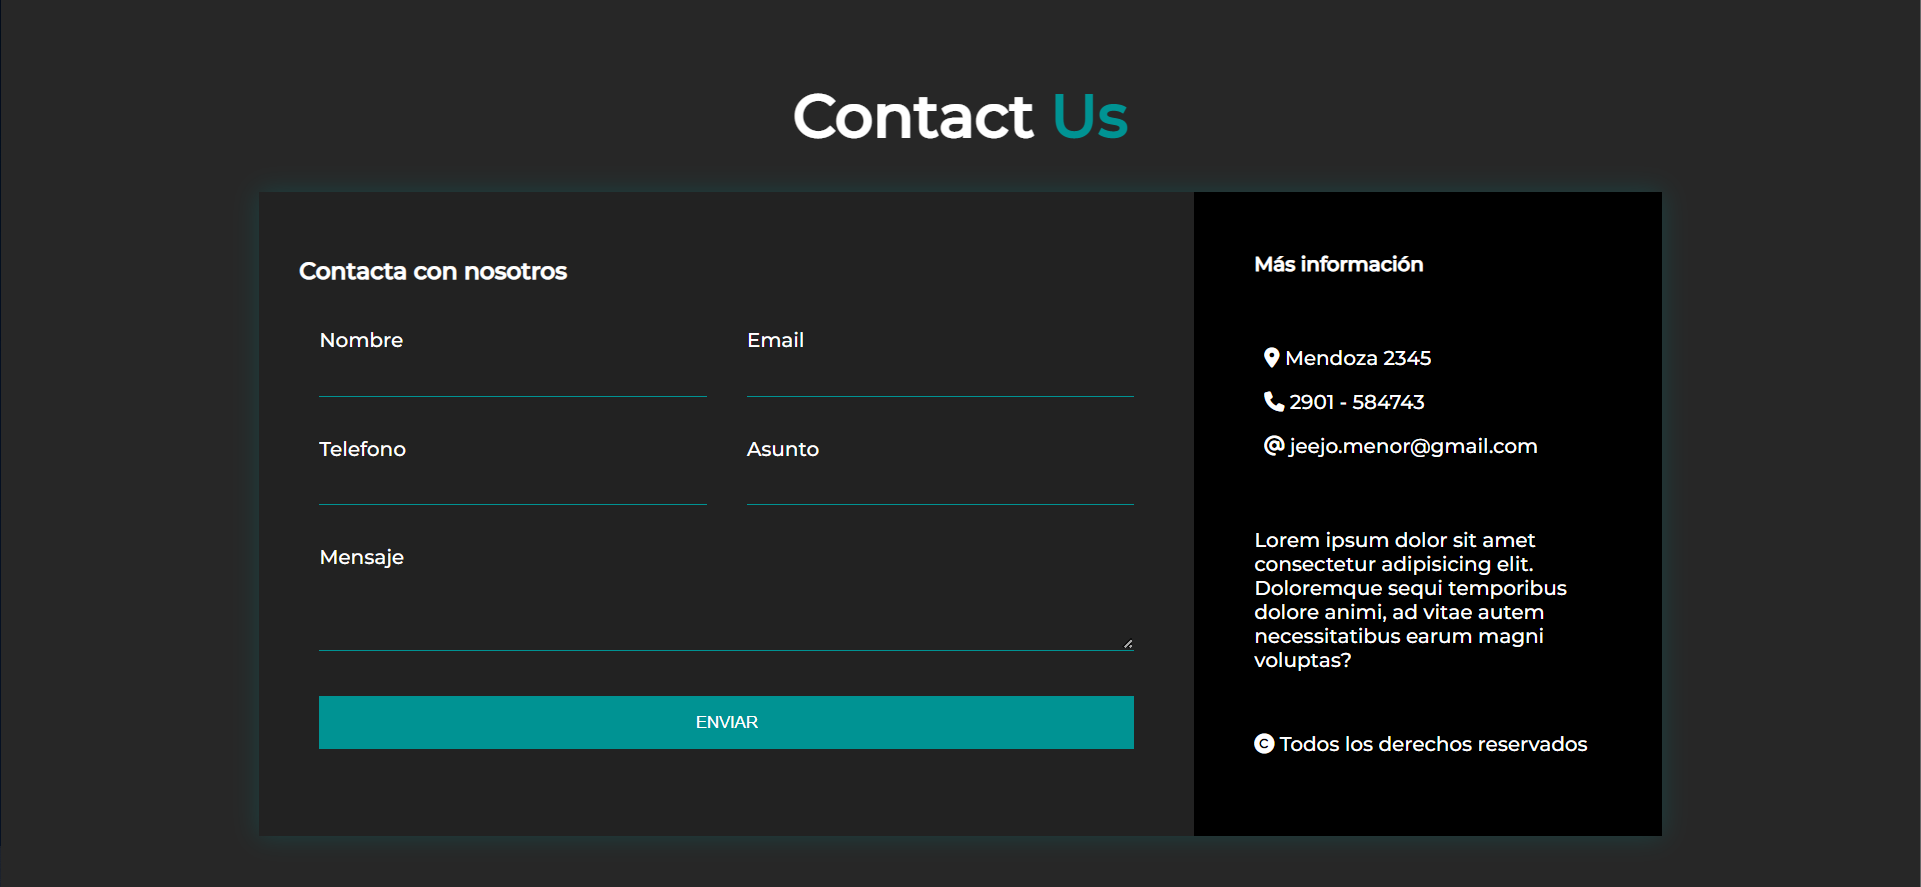 Contact Us
Contacta con nosotros
Nombre
Email
Telefono
Asunto
Mensaje
ENVIAR
Más información
Mendoza 2345
2901 - 584743
jeejo.menor@gmail.com
Lorem ipsum dolor sit amet
consectetur adipisicing elit.
Doloremque sequi temporibus
dolore animi, ad vitae autem
necessitatibus earum magni
voluptas?
© Todos los derechos reservados